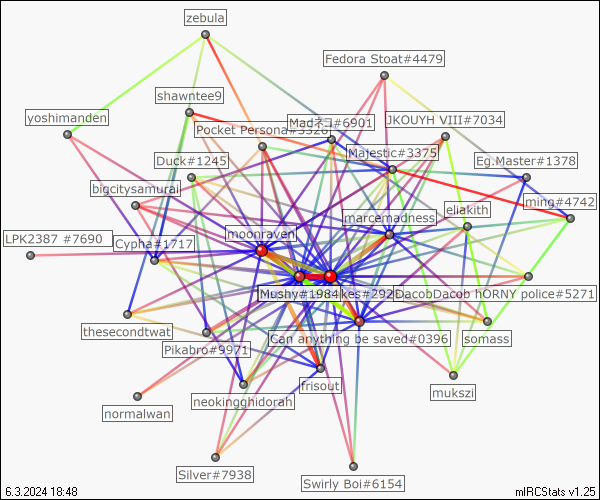 zebula
Fedora Stoat#4479
shawntee9
yoshimanden
Madネコ#6901
JKOUYH VIII#7034
Pocket Persona#3328
Majestic#3375
Duck#1245
Eg.Master#1378
bigcitysamurai
ming#4742
marcemadness
eliakith
moonraven
LPK2387 #7690
Cypha#1717
Mushy#1984
kes#292
DacobDacob hORNY police#5271
thesecondtwat
Can anything be saved#0396
somass
Pikabro#9971
frisout
mukszi
neokingghidorah
normalwan
Silver#7938
Swirly Boi#6154
6.3.2024 18:48
mIRCStats v1.25